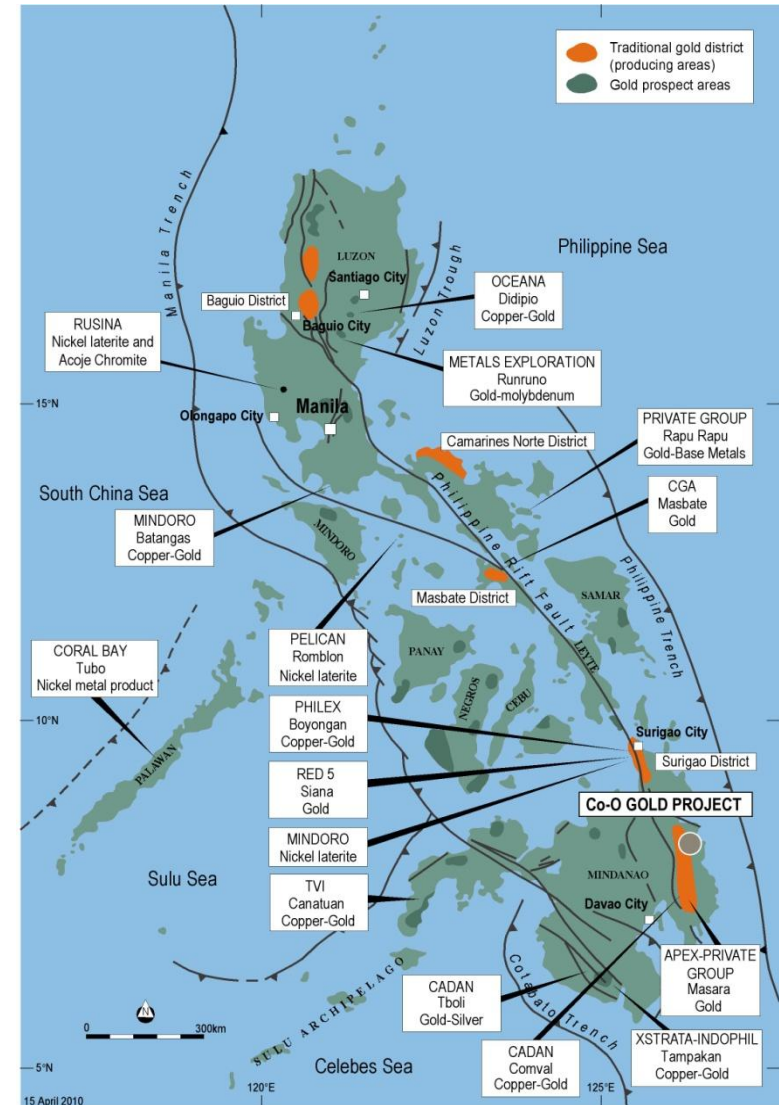 Traditional gold district
(producing areas)
Gold prospect areas
Manila Trench
LUZON
Santiago City
Luzon Trough
Philippine Sea
OCEANA
Didipio
Copper-Gold
Baguio District
Baguio City
RUSINA
Nickel laterite and
Acoje Chromite
METALS EXPLORATION
Runruno
Gold-molybdenum
15°N
Olongapo City
Manila
PRIVATE GROUP
Rapu Rapu
Gold-Base Metals
Camarines Norte District
CGA
Masbate
Gold
South China Sea
MINDORO
Batangas
Copper-Gold
MINDORO
Philippine Rift Fault
Masbate District
SAMAR
Philippine Trench
CORAL BAY
Tubo
Nickel metal product
PELICAN
Romblon
Nickel laterite
PANAY
LEYTE
NEGROS
CEBU
PHILEX
Boyongan
Copper-Gold
10°N
PALAWAN
Surigao City
Surigao District
RED 5
Siana
Gold
Co-O GOLD PROJECT
MINDORO
Nickel laterite
Sulu Sea
MINDANAO
TVI
Canatuan
Copper-Gold
Davao City
APEX-PRIVATE
GROUP
Masara
Gold
CADAN
Tboli
Gold-Silver
Cotabato Trench
SULU ARCHIPELAGO
0
300km
XSTRATA-INDOPHIL
Tampakan
Copper-Gold
CADAN
Comval
Copper-Gold
Celebes Sea
5°N
120°E
125°E
15 April 2010